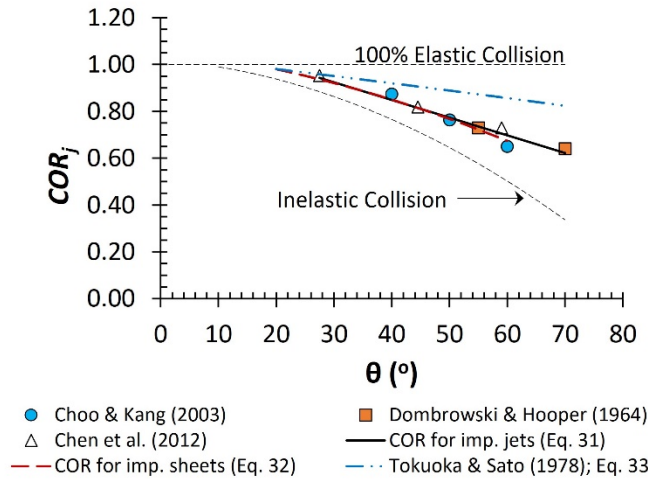 100% Elastic Collision
1.20
1.00
0.80
0.60
0.40
0.20
0.00
COR_j
Inelastic Collision
0 10 20 30 40 50 60 70 80
θ (°)
Choo & Kang (2003) Dombrowski & Hooper (1964)
Chen et al. (2012) COR for imp. jets (Eq. 31)
COR for imp. sheets (Eq. 32) Tokuoka & Sato (1978); Eq. 33